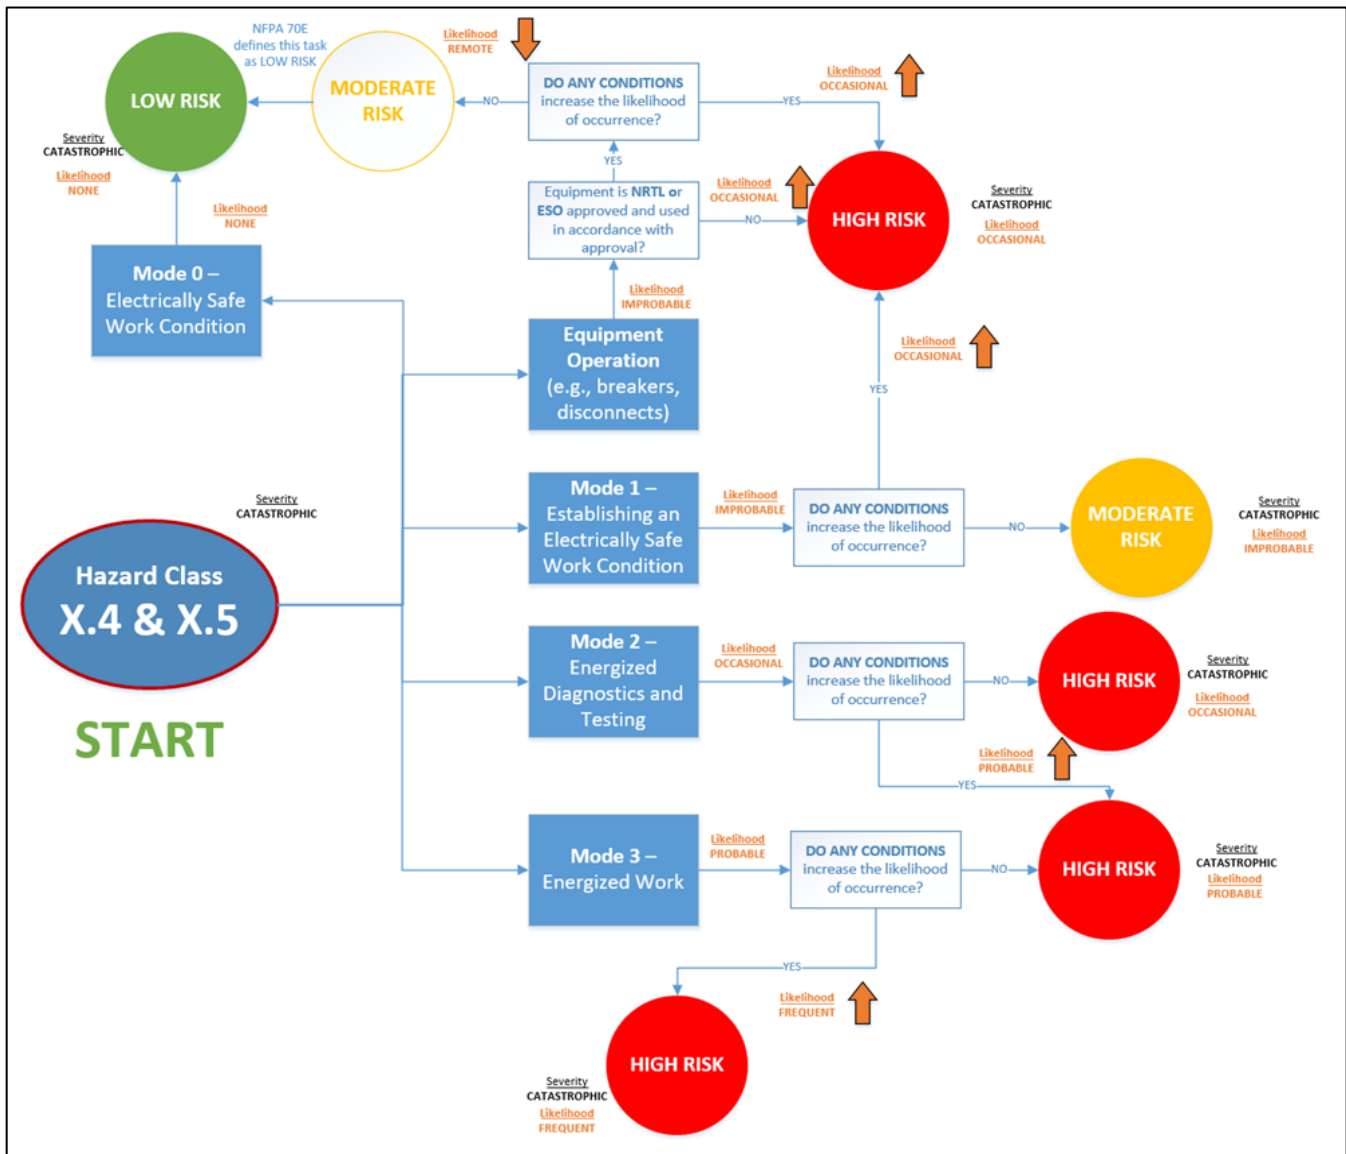 NFPA 70E
defines this task
as LOW RISK
Likelihood
REMOTE
LOW RISK
MODERATE
RISK
NO
DO ANY CONDITIONS
increase the likelihood
of occurrence?
YES
Likelihood
OCCASIONAL
Severity
CATASTROPHIC
Likelihood
NONE
Likelihood
NONE
YES
Equipment is NRTL or
ESO approved and used
in accordance with
approval?
Likelihood
OCCASIONAL
NO
HIGH RISK
Severity
CATASTROPHIC
Likelihood
OCCASIONAL
Mode 0 –
Electrically Safe
Work Condition
Likelihood
IMPROBABLE
Equipment
Operation
(e.g., breakers,
disconnects)
Likelihood
OCCASIONAL
YES
Severity
CATASTROPHIC
Mode 1 –
Establishing an
Electrically Safe
Work Condition
Likelihood
IMPROBABLE
DO ANY CONDITIONS
increase the likelihood
of occurrence?
NO
MODERATE
RISK
Severity
CATASTROPHIC
Likelihood
IMPROBABLE
Hazard Class
X.4 & X.5
START
Mode 2 –
Energized
Diagnostics and
Testing
Likelihood
OCCASIONAL
DO ANY CONDITIONS
increase the likelihood
of occurrence?
NO
HIGH RISK
Severity
CATASTROPHIC
Likelihood
OCCASIONAL
Likelihood
PROBABLE
YES
Mode 3 –
Energized Work
Likelihood
PROBABLE
DO ANY CONDITIONS
increase the likelihood
of occurrence?
NO
HIGH RISK
Severity
CATASTROPHIC
Likelihood
PROBABLE
YES
Likelihood
FREQUENT
HIGH RISK
Severity
CATASTROPHIC
Likelihood
FREQUENT